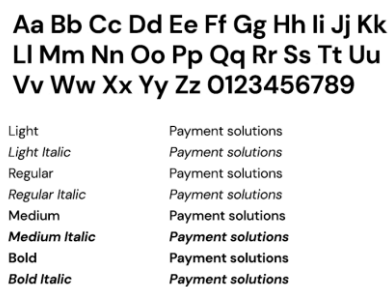 Aa Bb Cc Dd Ee Ff Gg Hh Ii Jj Kk
Ll Mm Nn Oo Pp Qq Rr Ss Tt Uu
Vv Ww Xx Yy Zz 0123456789
Light Payment solutions
Light Italic Payment solutions
Regular Payment solutions
Regular Italic Payment solutions
Medium Payment solutions
Medium Italic Payment solutions
Bold Payment solutions
Bold Italic Payment solutions